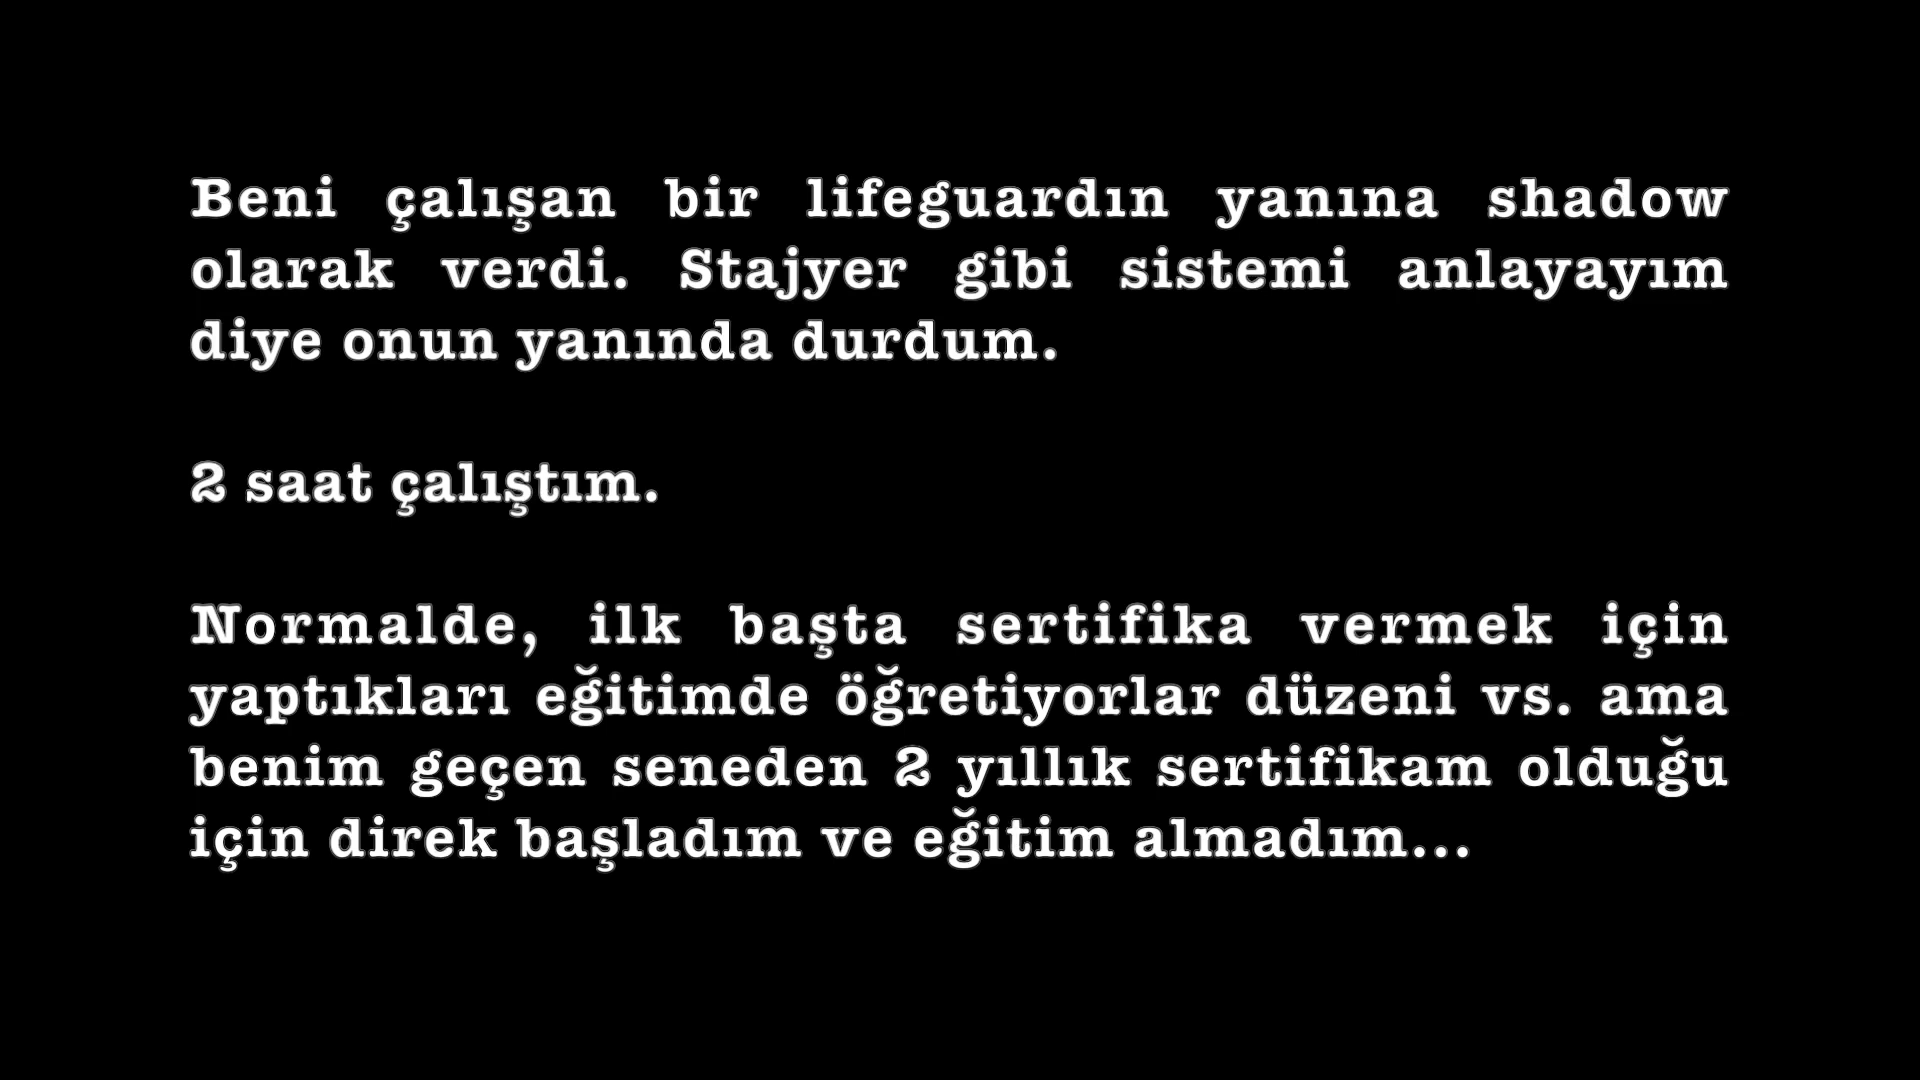 Beni çalışan bir lifeguardın yanına shadow
olarak verdi. Stajyer gibi sistemi anlayayım
diye onun yanında durdum.
2 saat çalıştım.
Normalde, ilk başta sertifika vermek için
yaptıkları eğitimde öğretiyorlar düzeni vs. ama
benim geçen seneden 2 yıllık sertifikam olduğu
için direk başladım ve eğitim almadım...